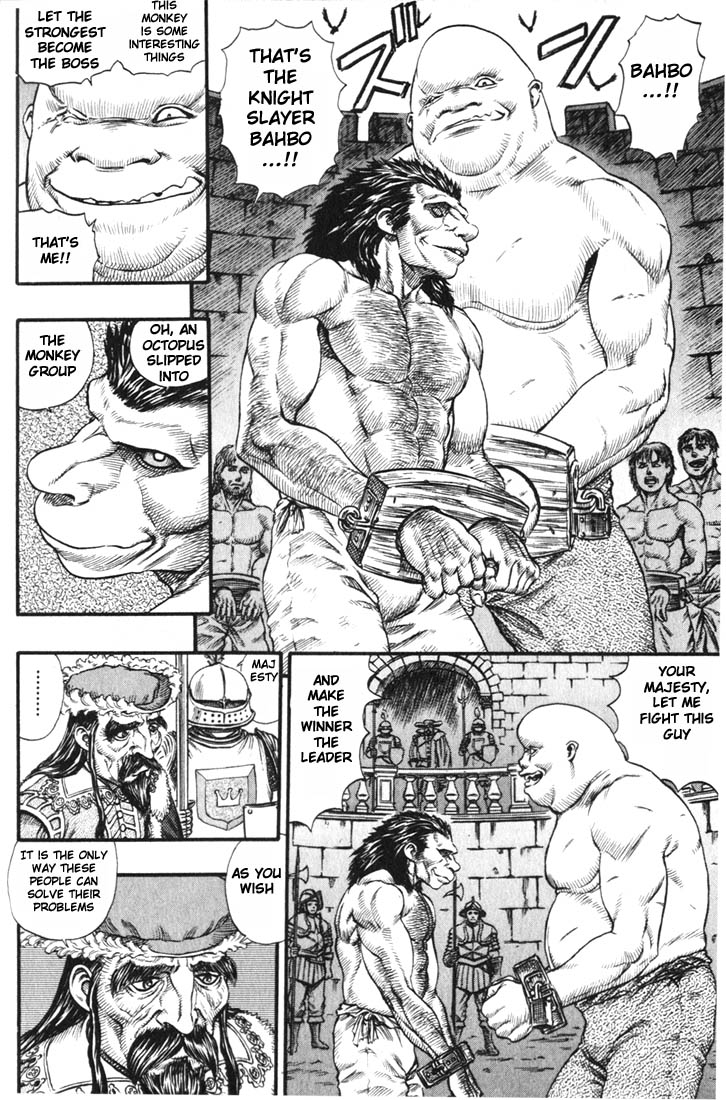 BAHBO
...!!
THAT'S
THE
KNIGHT
SLAYER
BAHBO
...!!
ズ
ン
THIS
MONKEY
IS SOME
INTERESTING
THINGS
LET THE
STRONGEST
BECOME
THE BOSS
THAT'S
ME!!
OH, AN
OCTOPUS
SLIPPED
INTO
THE
MONKEY
GROUP
YOUR
MAJESTY,
LET ME
FIGHT THIS
GUY
AND
MAKE
THE
WINNER
THE
LEADER
MAJ
ESTY
........
AS YOU
WISH
IT IS THE ONLY
WAY THESE
PEOPLE CAN
SOLVE THEIR
PROBLEMS